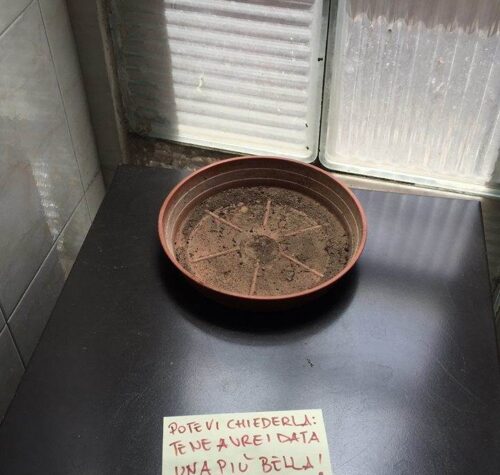 POTEVI CHIEDERLA:
TE NE AVREI DATA
UNA PIÙ BELLA!